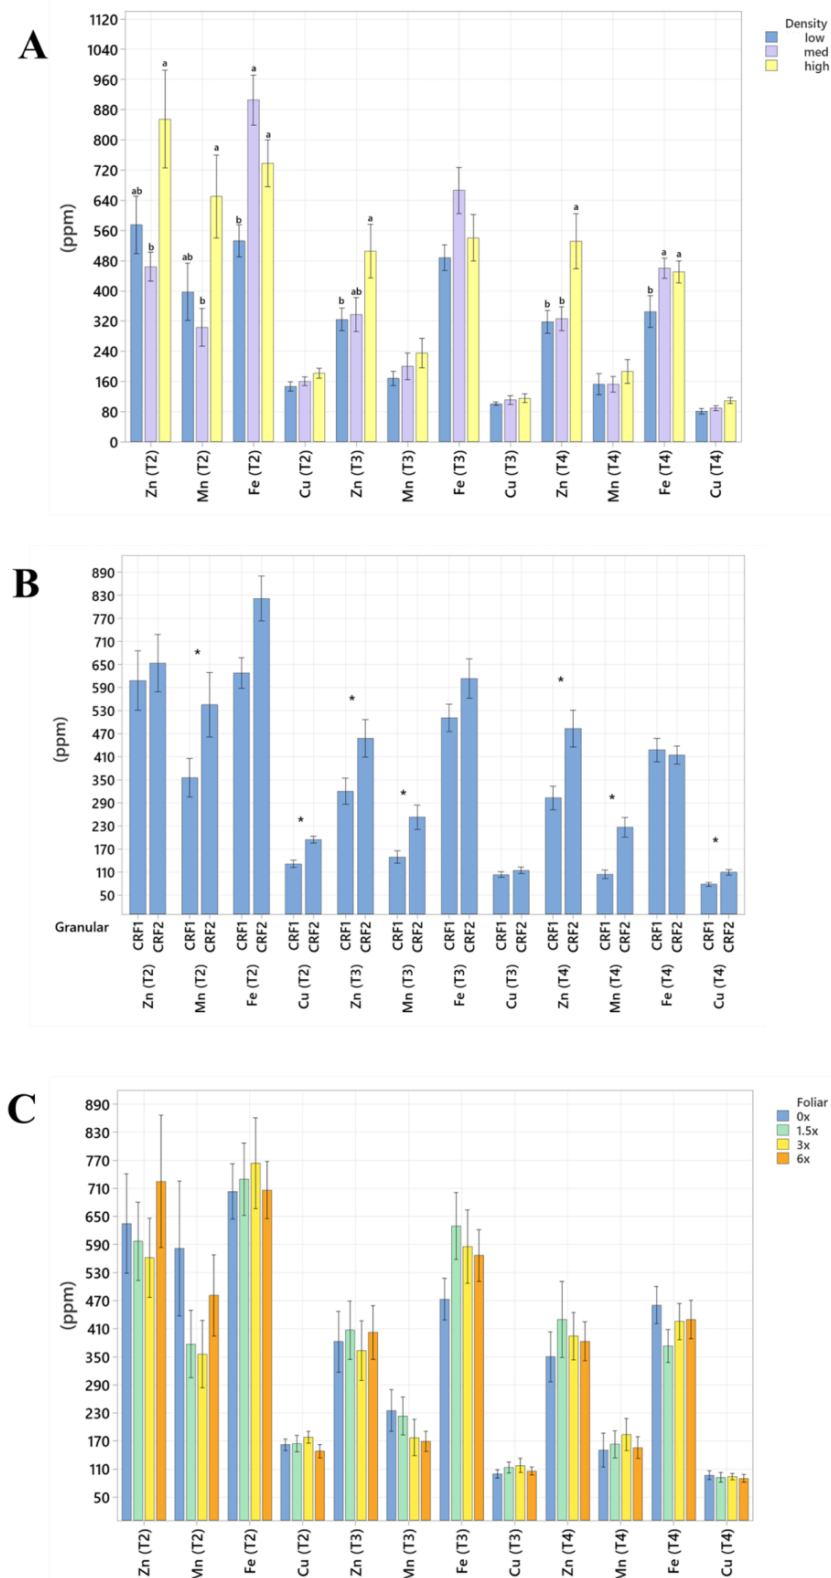 A
Density
low
med
high
(ppm)
1120
1040
960
880
800
720
640
560
480
400
320
240
160
80
0
ab
b
a
ab
b
a
b
a
a
b
ab
a
b
b
a
b
a
a
Zn (T2)
Mn (T2)
Fe (T2)
Cu (T2)
Zn (T3)
Mn (T3)
Fe (T3)
Cu (T3)
Zn (T4)
Mn (T4)
Fe (T4)
Cu (T4)
B
(ppm)
890
830
770
710
650
590
530
470
410
350
290
230
170
110
50
*
*
*
*
*
*
*
Granular
CRF1 CRF2 CRF1 CRF2 CRF1 CRF2 CRF1 CRF2 CRF1 CRF2 CRF1 CRF2 CRF1 CRF2 CRF1 CRF2 CRF1 CRF2 CRF1 CRF2 CRF1 CRF2 CRF1 CRF2
Zn (T2)
Mn (T2)
Fe (T2)
Cu (T2)
Zn (T3)
Mn (T3)
Fe (T3)
Cu (T3)
Zn (T4)
Mn (T4)
Fe (T4)
Cu (T4)
C
Foliar
0x
1.5x
3x
6x
(ppm)
890
830
770
710
650
590
530
470
410
350
290
230
170
110
50
Zn (T2)
Mn (T2)
Fe (T2)
Cu (T2)
Zn (T3)
Mn (T3)
Fe (T3)
Cu (T3)
Zn (T4)
Mn (T4)
Fe (T4)
Cu (T4)